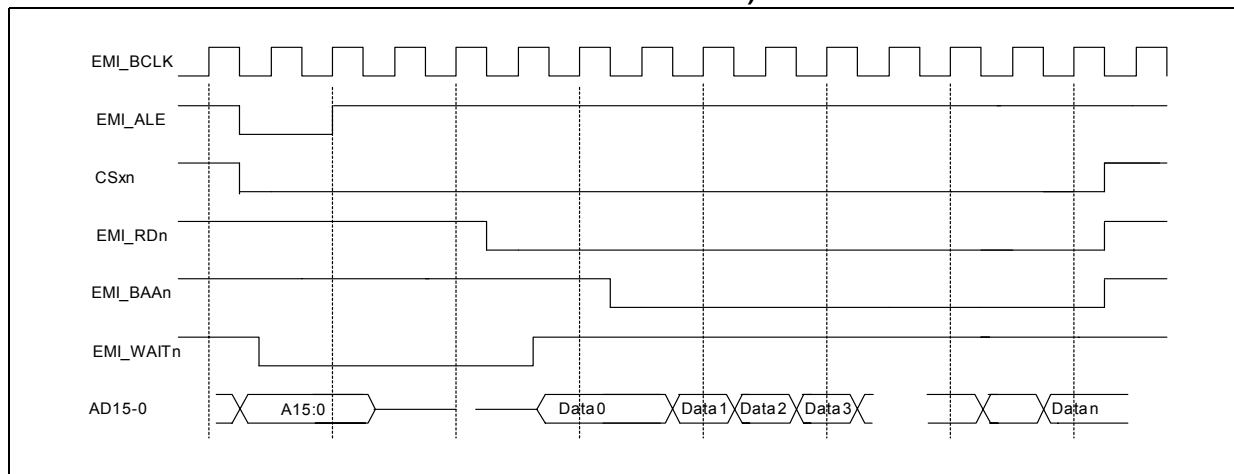 EMI_BCLK
EMI_ALE
CSxn
EMI_RDn
EMI_BAAn
EMI_WAITn
AD15-0 A15:0 Data0 Data1 Data2 Data3 Datan